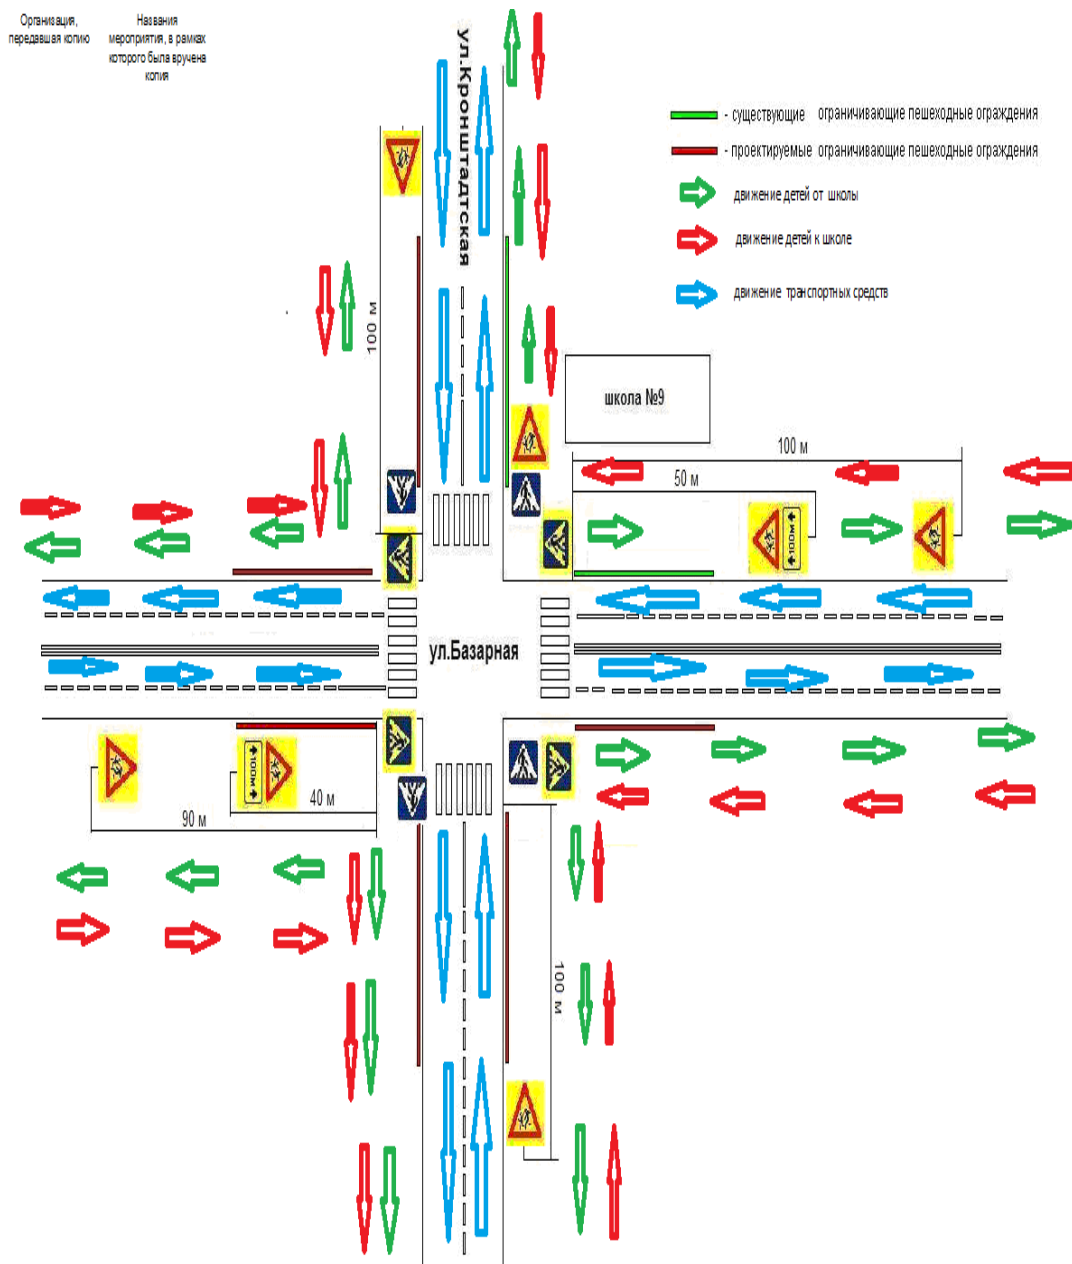 Организация,
передавшая копию
Названия
мероприятия, в рамках
которого была вручена
копия
ул.Кронштадтская
- существующие ограничивающие пешеходные ограждения
- проектируемые ограничивающие пешеходные ограждения
движение детей от школы
движение детей к школе
движение транспортных средств
100 м
школа №9
100 м
50 м
100м
ул.Базарная
100м
40 м
90 м
100 м